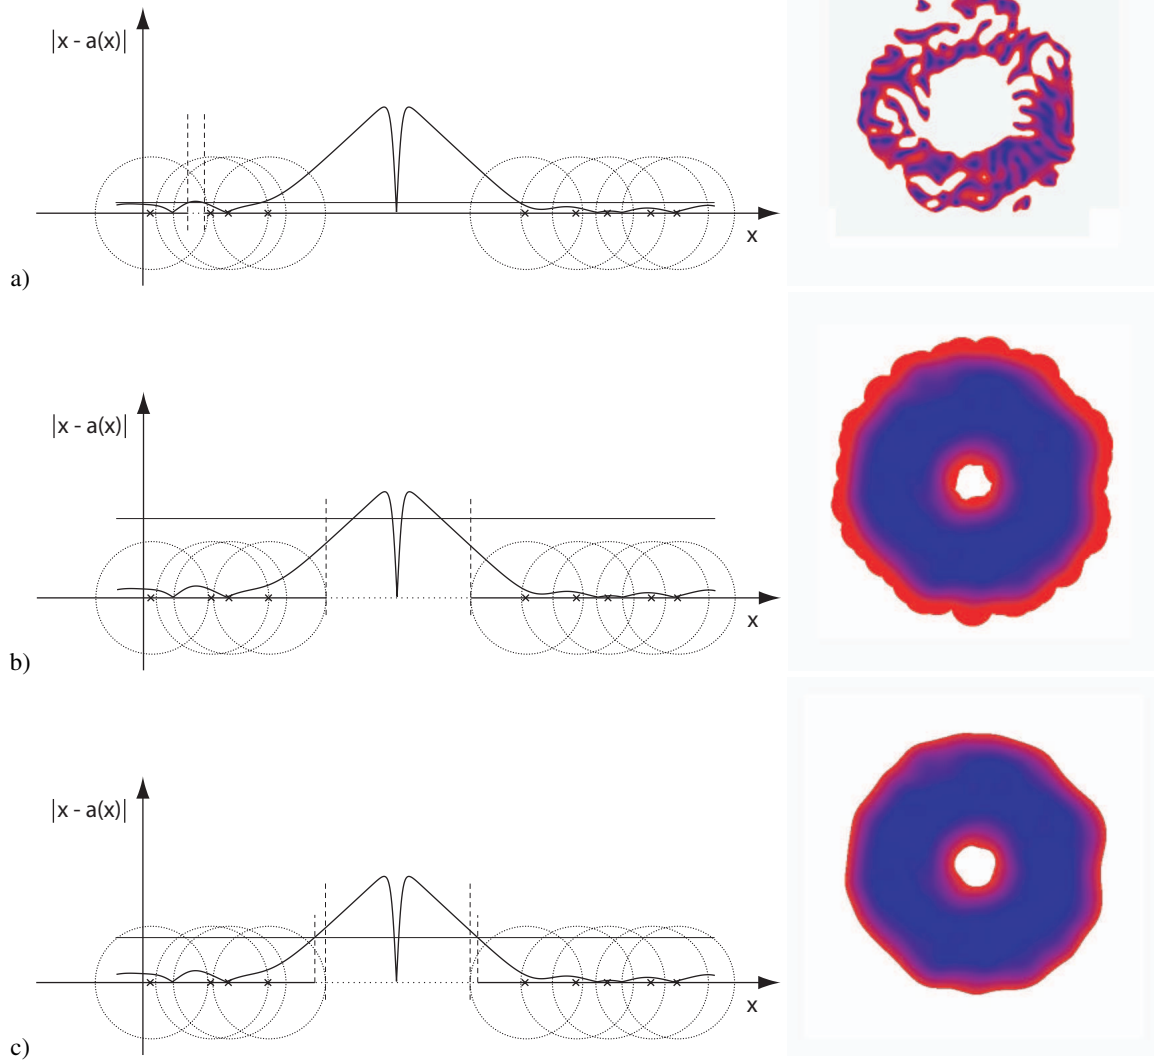 |x - a(x)|
x
a)
|x - a(x)|
x
b)
|x - a(x)|
x
c)